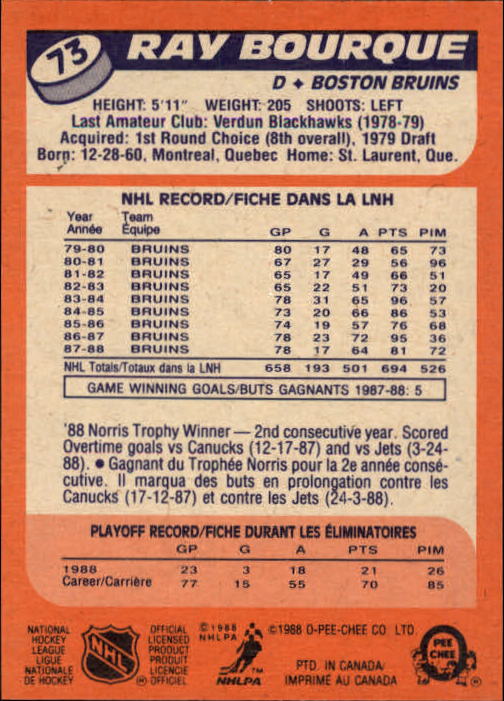 73
RAY BOURQUE
D ♦ BOSTON BRUINS
HEIGHT: 5'11" WEIGHT: 205 SHOOTS: LEFT
Last Amateur Club: Verdun Blackhawks (1978-79)
Acquired: 1st Round Choice (8th overall), 1979 Draft
Born: 12-28-60, Montreal, Quebec Home: St. Laurent, Que.
NHL RECORD/FICHE DANS LA LNH
Year Team
Année Équipe GP G A PTS PIM
79-80 BRUINS 80 17 48 65 73
80-81 BRUINS 67 27 29 56 96
81-82 BRUINS 65 17 49 66 51
82-83 BRUINS 65 22 51 73 20
83-84 BRUINS 78 31 65 96 57
84-85 BRUINS 73 20 66 86 53
85-86 BRUINS 74 19 57 76 68
86-87 BRUINS 78 23 72 95 36
87-88 BRUINS 78 17 64 81 72
NHL Totals/Totaux dans la LNH 658 193 501 694 526
GAME WINNING GOALS/BUTS GAGNANTS 1987-88: 5
'88 Norris Trophy Winner — 2nd consecutive year. Scored
Overtime goals vs Canucks (12-17-87) and vs Jets (3-24-
88). • Gagnant du Trophée Norris pour la 2e année consé-
cutive. Il marqua des buts en prolongation contre les
Canucks (17-12-87) et contre les Jets (24-3-88).
PLAYOFF RECORD/FICHE DURANT LES ÉLIMINATOIRES
GP G A PTS PIM
1988 23 3 18 21 26
Career/Carrière 77 15 55 70 85
NATIONAL
HOCKEY
LEAGUE
LIGUE
NATIONALE
DE HOCKEY
NHL
®
OFFICIAL
LICENSED
PRODUCT
PRODUIT
LICENCIE
OFFICIEL
©1988
NHLPA
™
NHLPA
©1988 O-PEE-CHEE CO. LTD.
PTD. IN CANADA
IMPRIMÉ AU CANADA
PEE
CHEE
®